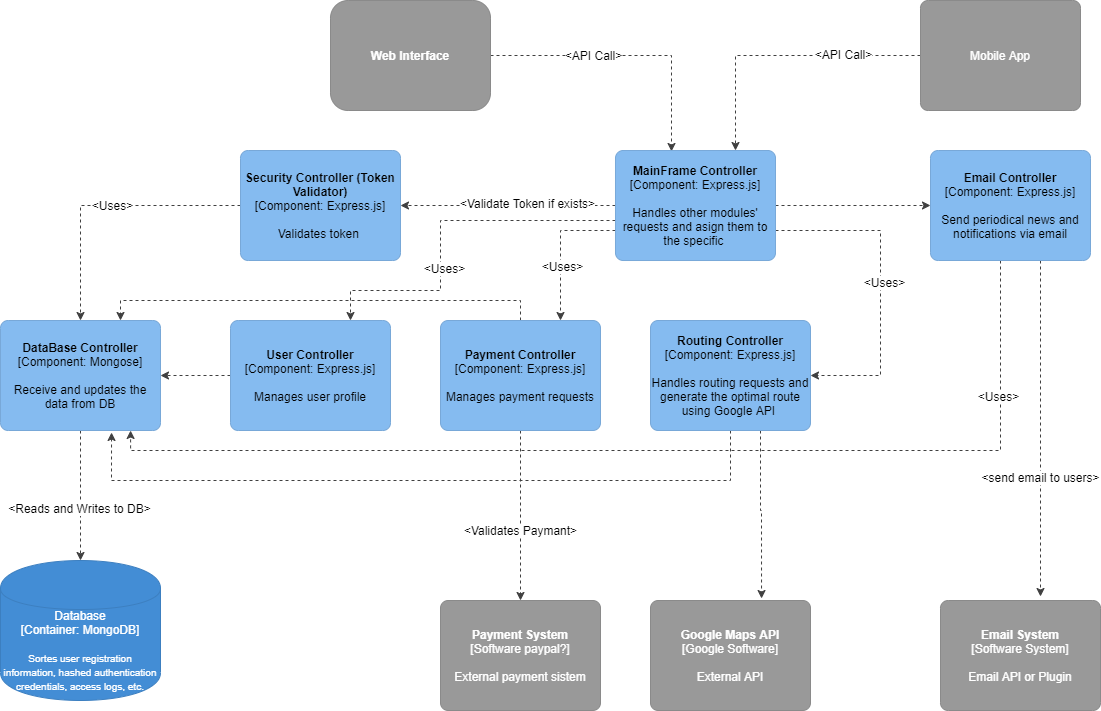 Web Interface
<API Call>
<API Call>
Mobile App
Security Controller (Token
Validator)
[Component: Express.js]
Validates token
<Uses>
<Validate Token if exists>
MainFrame Controller
[Component: Express.js]
Handles other modules'
requests and asign them to
the specific
Email Controller
[Component: Express.js]
Send periodical news and
notifications via email
<Uses>
<Uses>
<Uses>
DataBase Controller
[Component: Mongose]
Receive and updates the
data from DB
User Controller
[Component: Express.js]
Manages user profile
Payment Controller
[Component: Express.js]
Manages payment requests
Routing Controller
[Component: Express.js]
Handles routing requests and
generate the optimal route
using Google API
<Uses>
<send email to users>
<Reads and Writes to DB>
<Validates Paymant>
Database
[Container: MongoDB]
Sortes user registration
information, hashed authentication
credentials, access logs, etc.
Payment System
[Software paypal?]
External payment sistem
Google Maps API
[Google Software]
External API
Email System
[Software System]
Email API or Plugin